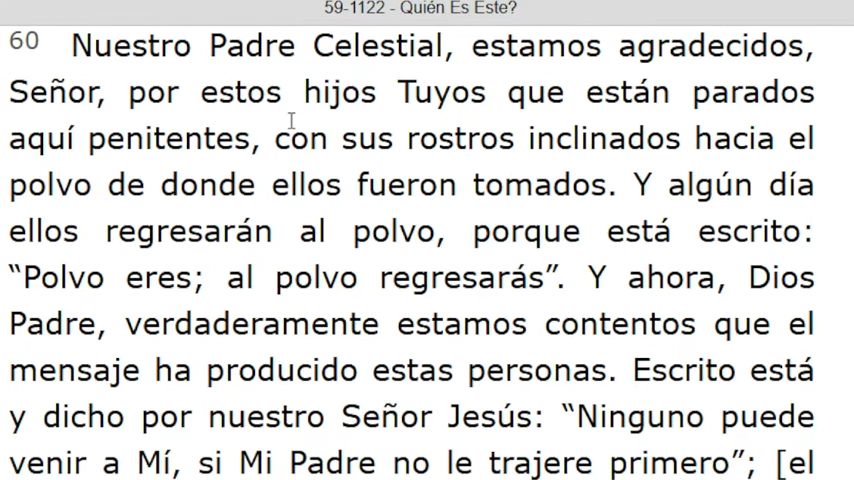 59-1122 - Quién Es Este?
60 Nuestro Padre Celestial, estamos agradecidos,
Señor, por estos hijos Tuyos que están parados
aquí penitentes, con sus rostros inclinados hacia el
polvo de donde ellos fueron tomados. Y algún día
ellos regresarán al polvo, porque está escrito:
“Polvo eres; al polvo regresarás”. Y ahora, Dios
Padre, verdaderamente estamos contentos que el
mensaje ha producido estas personas. Escrito está
y dicho por nuestro Señor Jesús: “Ninguno puede
venir a Mí, si Mi Padre no le trajere primero”; [el